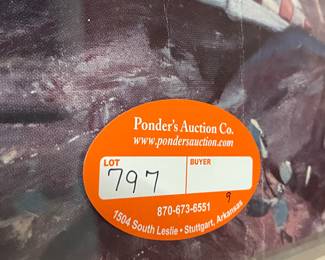 Ponder's Auction Co.
www.pondersauction.com
LOT BUYER
797
870-673-6551 9
1504 South Leslie • Stuttgart, Arkansas